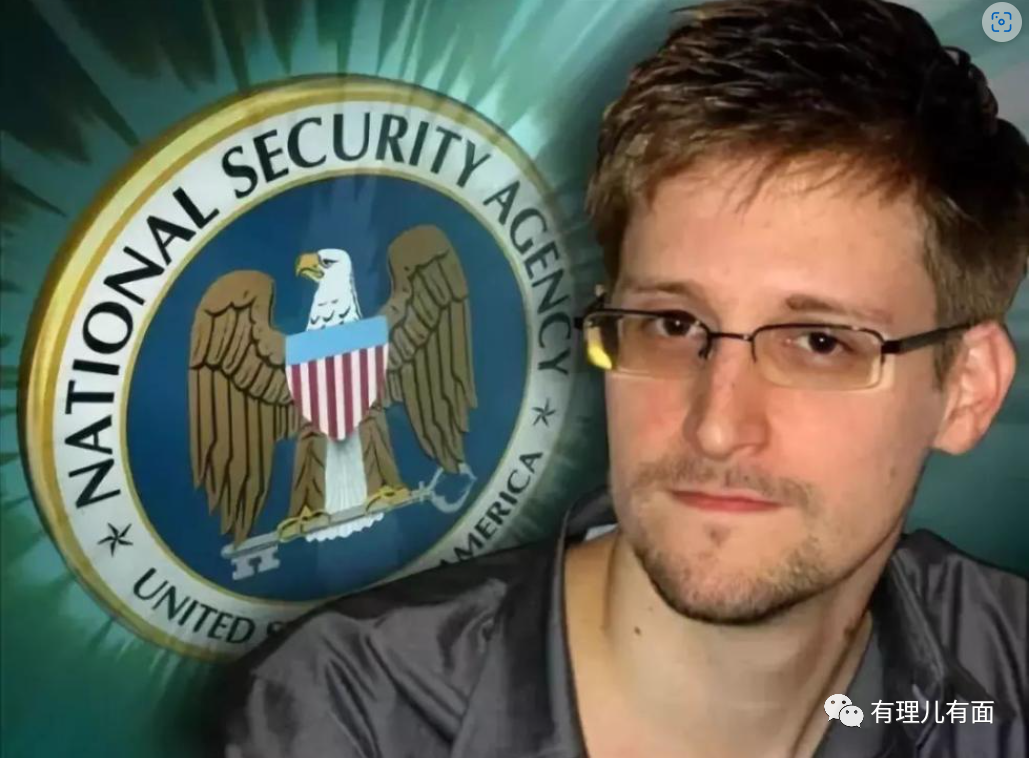 NATIONAL SECURITY AGENCY
UNITED
AMERICA
有理儿有面